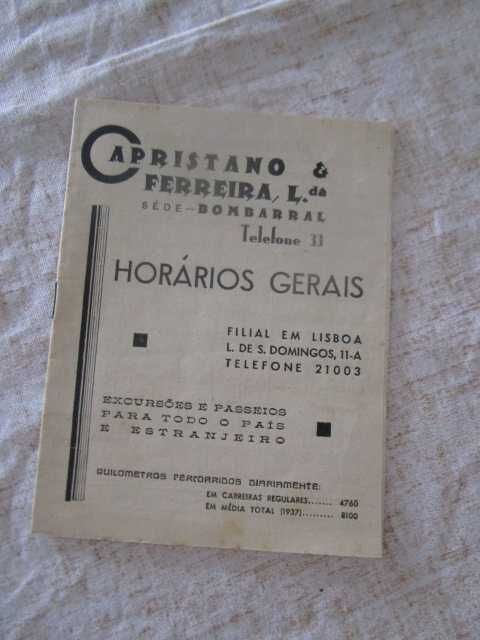 CAPRISTANO &
FERREIRA, L.dª
SÉDE—BOMBARRAL
Telefone 33
HORÁRIOS GERAIS
FILIAL EM LISBOA
L. DE S. DOMINGOS, 11-A
TELEFONE 21003
EXCURSÕES E PASSEIOS
PARA TODO O PAÍS
E ESTRANJEIRO
QUILOMETROS PERCORRIDOS DIARIAMENTE:
EM CARREIRAS REGULARES....... 4760
EM MÉDIA TOTAL (1937)......... 8100